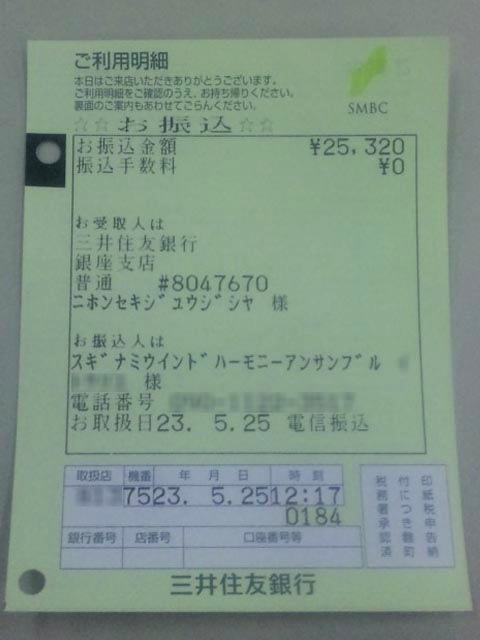 ご利用明細
本日はご来店いただきありがとうございます。
ご利用明細をご確認のうえ、お持ち帰りください。
裏面のご案内もあわせてごらんください。
SMBC
☆☆お振込☆☆
お振込金額 ¥25,320
振込手数料 ¥0
お受取人は
三井住友銀行
銀座支店
普通 #8047670
ニホンセキジュウジシャ 様
お振込人は
スギナミウインドハーモニーアンサンブル
様
電話番号
お取扱日23. 5.25 電信振込
取扱店 機番 年 月 日 時 刻
7523. 5.2512:17
0184
銀行番号 店番号 口座番号等
印紙税申告納
付につき麹町
税務署承認済
三井住友銀行